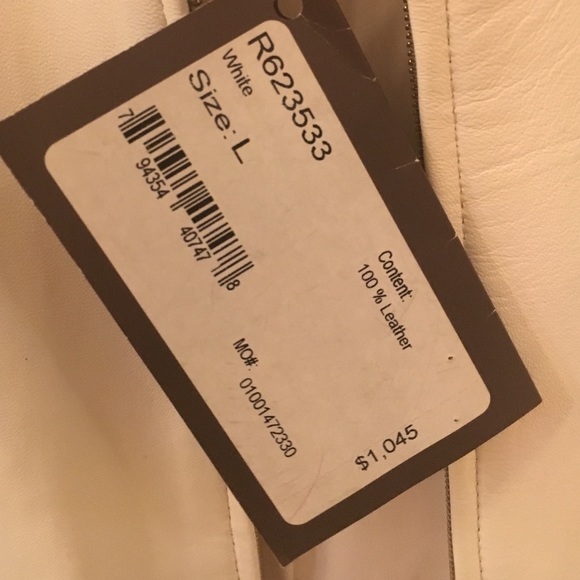 R623533
White
Size: L
7 94354 40747 8
Content:
100 % Leather
MO#: 01001472330
$1,045